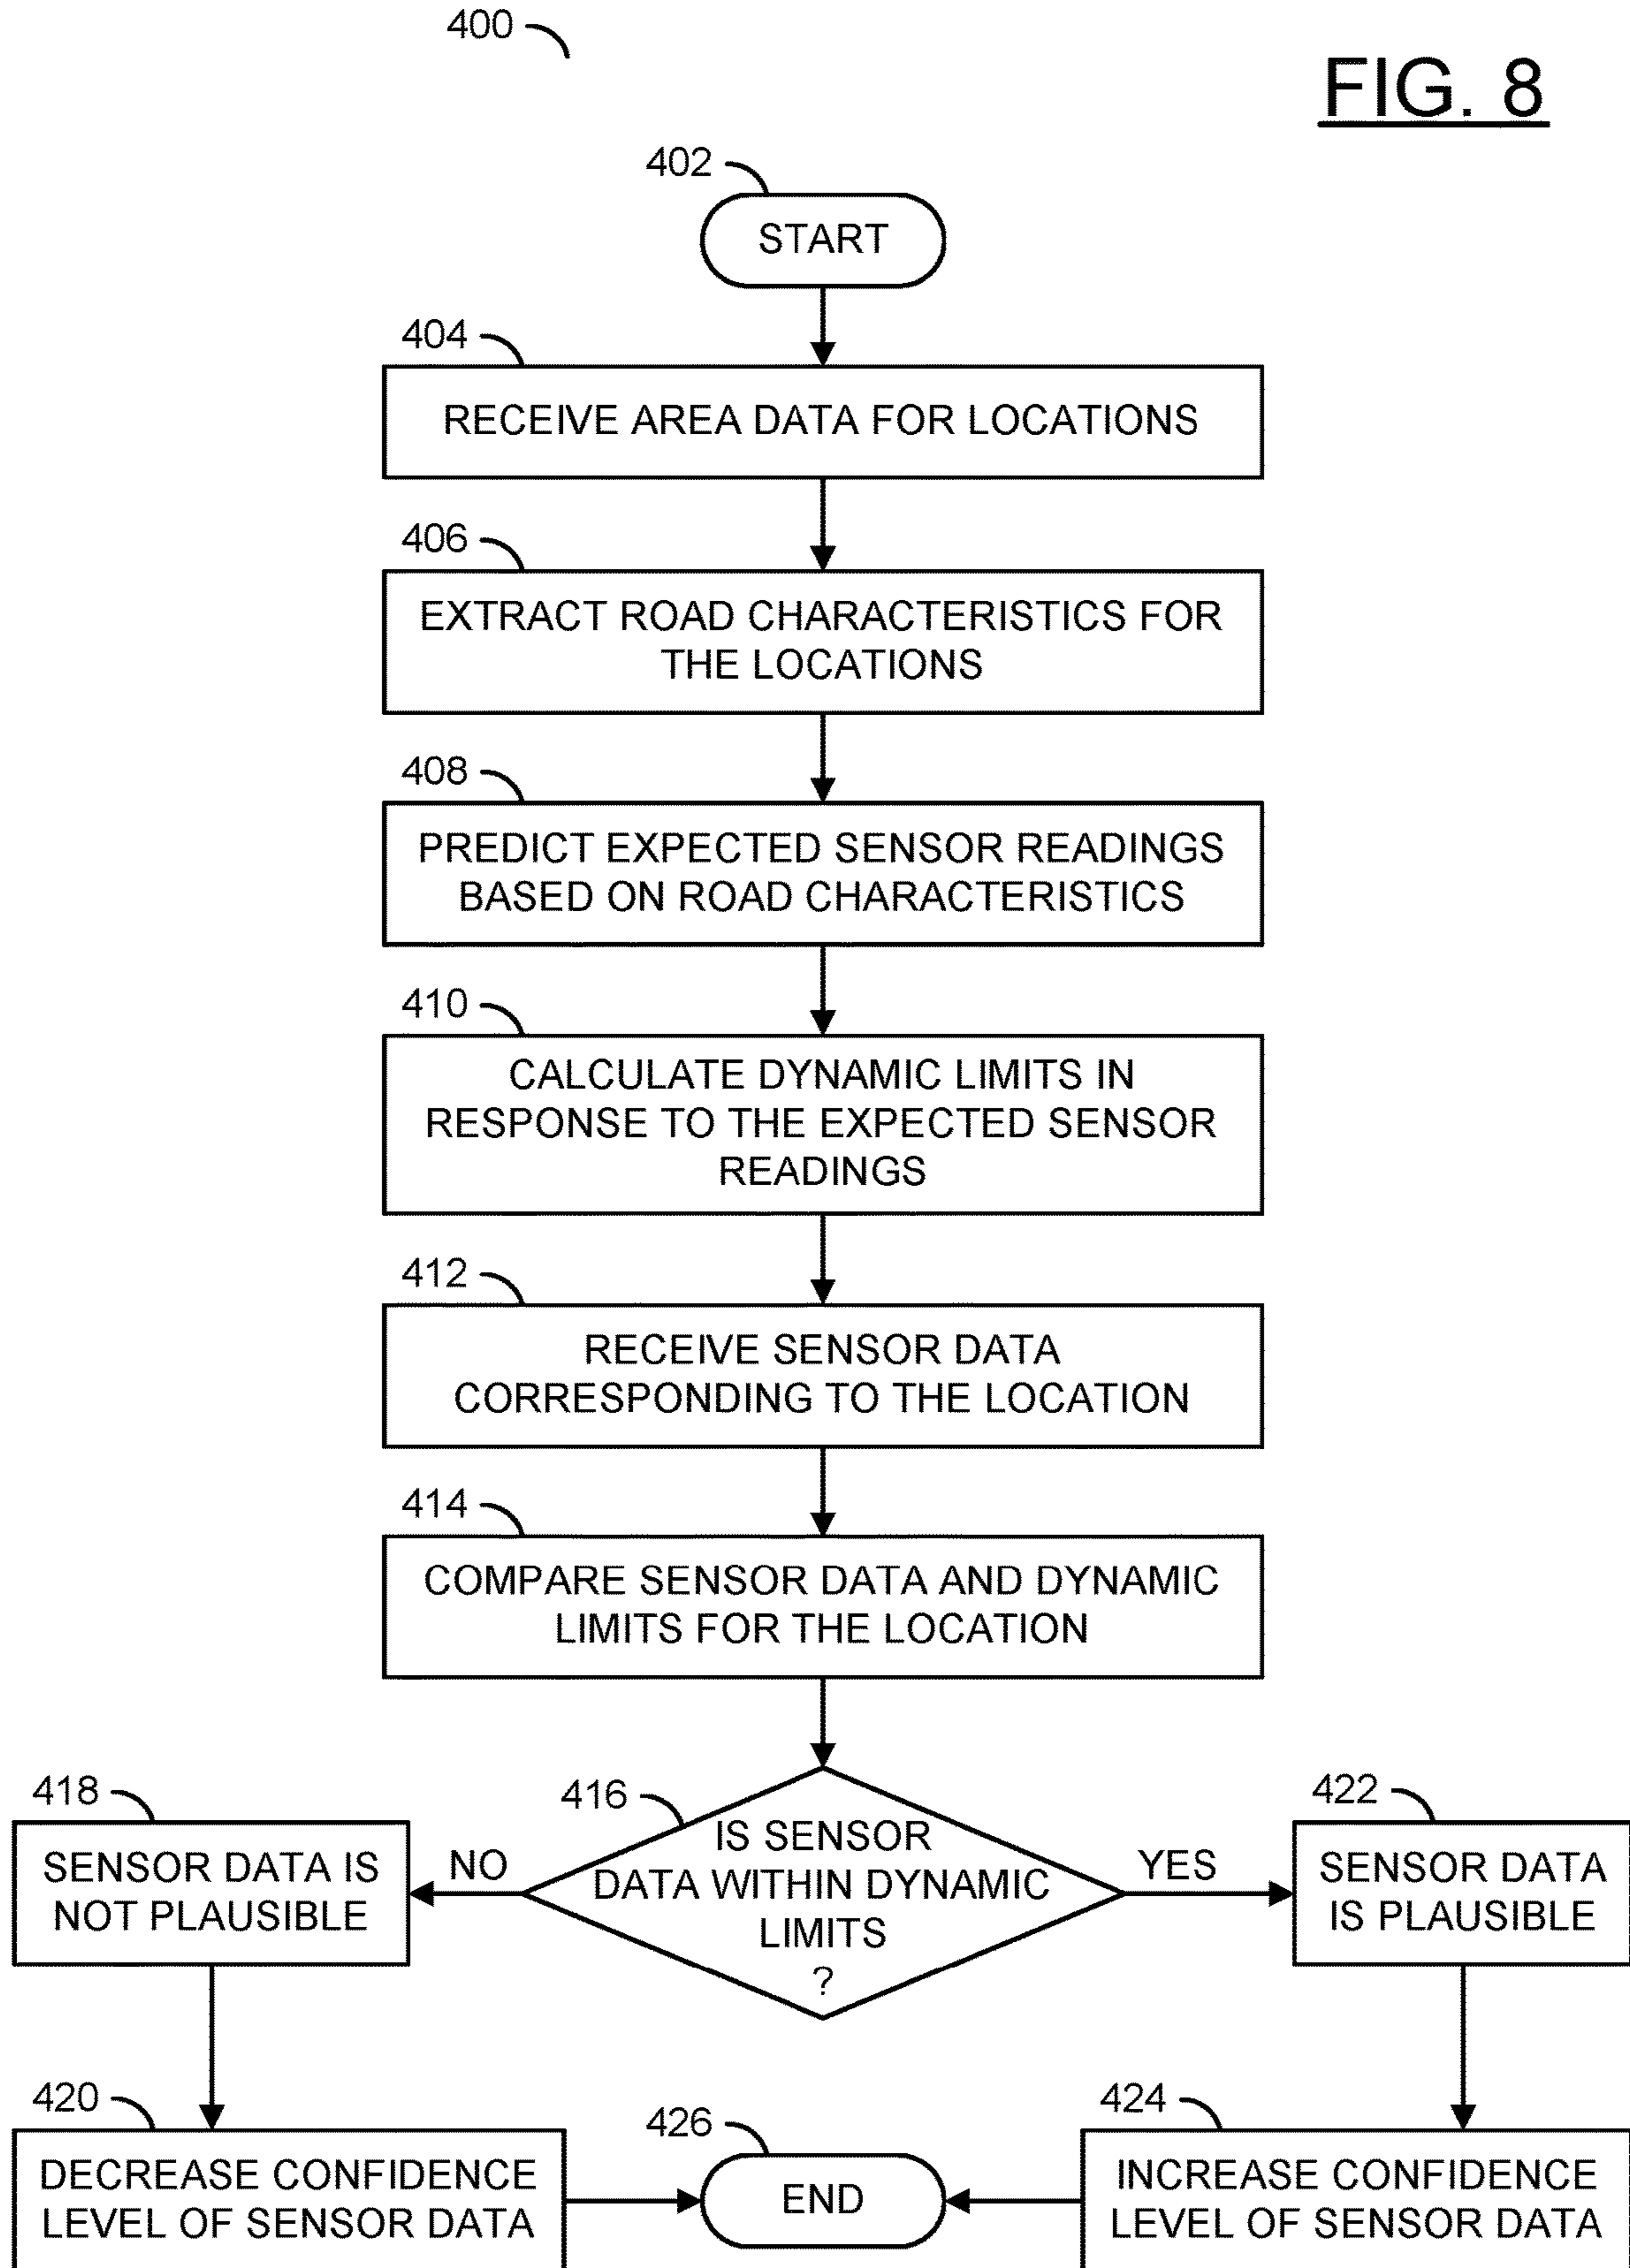 400
FIG. 8
402
START
404
RECEIVE AREA DATA FOR LOCATIONS
406
EXTRACT ROAD CHARACTERISTICS FOR
THE LOCATIONS
408
PREDICT EXPECTED SENSOR READINGS
BASED ON ROAD CHARACTERISTICS
410
CALCULATE DYNAMIC LIMITS IN
RESPONSE TO THE EXPECTED SENSOR
READINGS
412
RECEIVE SENSOR DATA
CORRESPONDING TO THE LOCATION
414
COMPARE SENSOR DATA AND DYNAMIC
LIMITS FOR THE LOCATION
416
IS SENSOR
DATA WITHIN DYNAMIC
LIMITS
?
NO
418
SENSOR DATA IS
NOT PLAUSIBLE
YES
422
SENSOR DATA
IS PLAUSIBLE
420
DECREASE CONFIDENCE
LEVEL OF SENSOR DATA
426
END
424
INCREASE CONFIDENCE
LEVEL OF SENSOR DATA